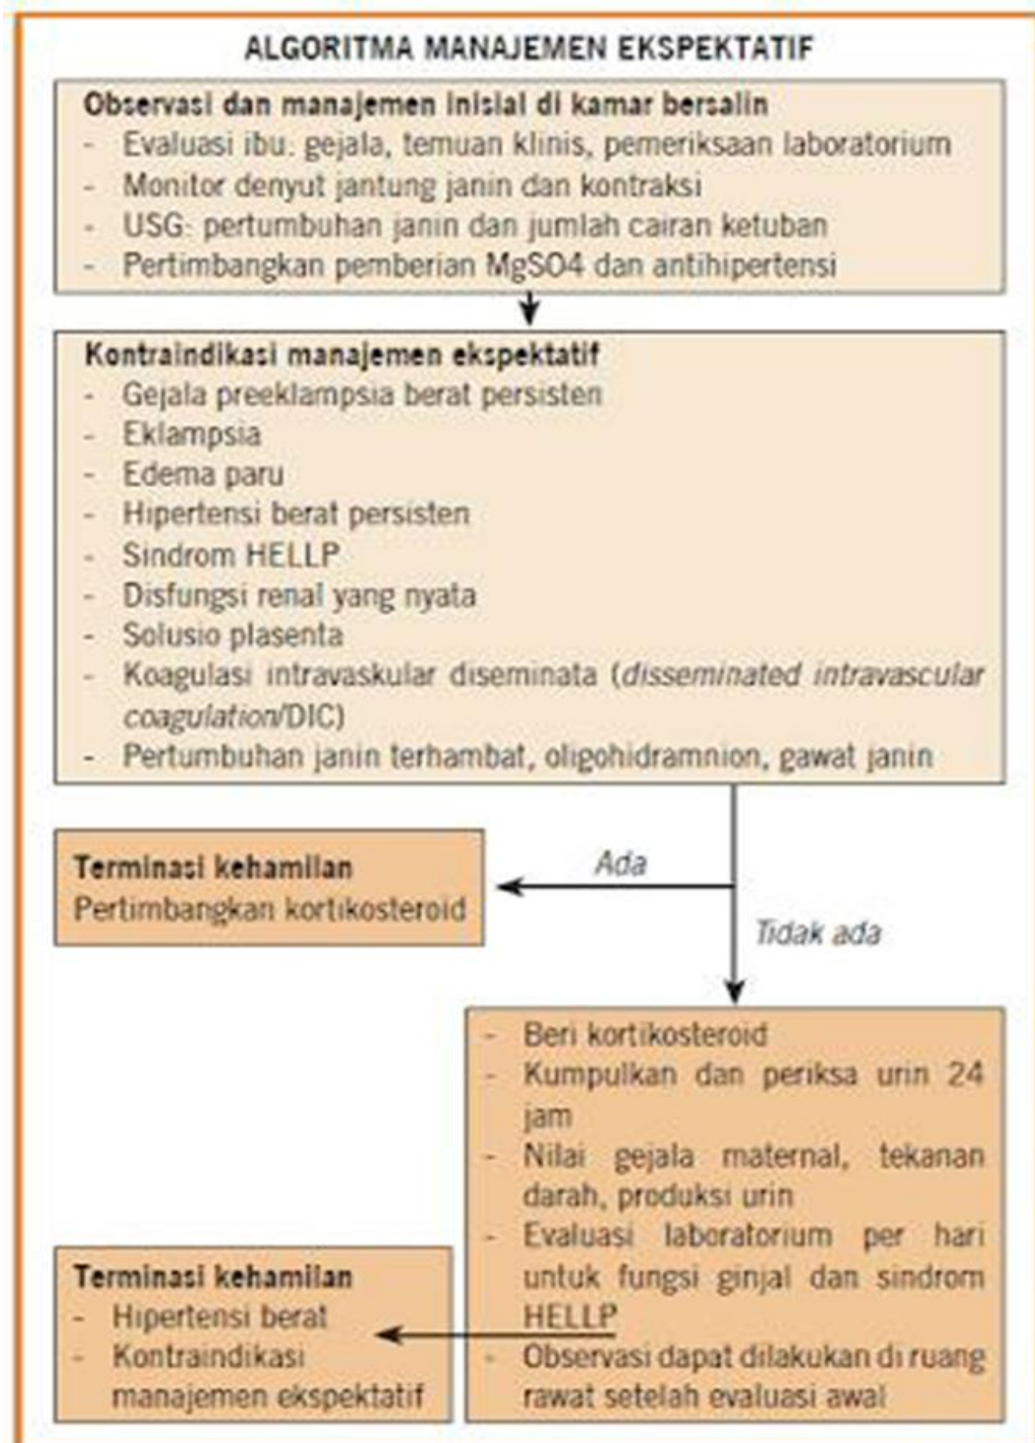 ALGORITMA MANAJEMEN EKSPEKTATIF
Observasi dan manajemen inisial di kamar bersalin
- Evaluasi ibu: gejala, temuan klinis, pemeriksaan laboratorium
- Monitor denyut jantung janin dan kontraksi
- USG: pertumbuhan janin dan jumlah cairan ketuban
- Pertimbangkan pemberian MgSO4 dan antihipertensi
Kontraindikasi manajemen ekspektatif
- Gejala preeklampsia berat persisten
- Eklampsia
- Edema paru
- Hipertensi berat persisten
- Sindrom HELLP
- Disfungsi renal yang nyata
- Solusio plasenta
- Koagulasi intravaskular diseminata (disseminated intravascular
coagulation/DIC)
- Pertumbuhan janin terhambat, oligohidramnion, gawat janin
Ada
Terminasi kehamilan
Pertimbangkan kortikosteroid
Tidak ada
- Beri kortikosteroid
- Kumpulkan dan periksa urin 24
jam
- Nilai gejala maternal, tekanan
darah, produksi urin
- Evaluasi laboratorium per hari
untuk fungsi ginjal dan sindrom
HELLP
- Observasi dapat dilakukan di ruang
rawat setelah evaluasi awal
Terminasi kehamilan
- Hipertensi berat
- Kontraindikasi
manajemen ekspektatif